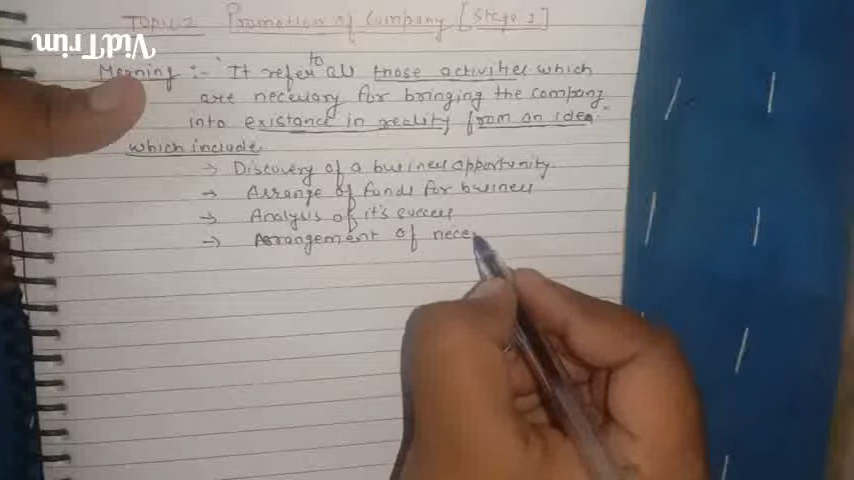 TOPIC 2 Promotion of Company [Stage 1]
VidTrim
Meaning :- "It refer to all those activities which
are necessary for bringing the company
into existance in reality from an idea"
which include
→ Discovery of a business opportunity
→ Arrange of funds for business
→ Analysis of it's success
→ Arrangement of nece